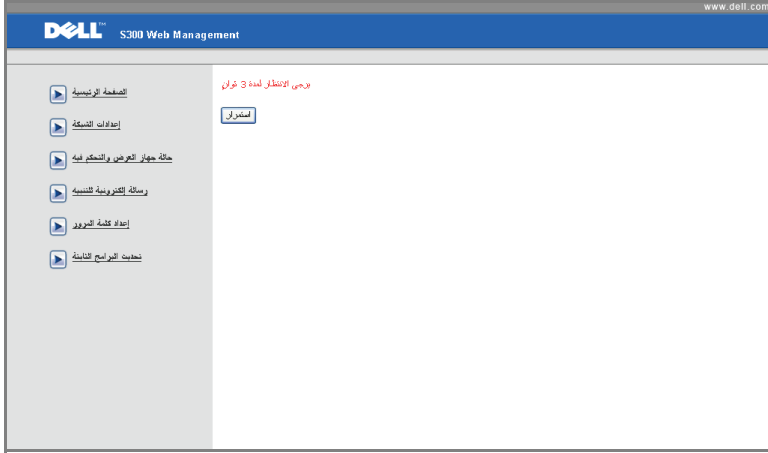 www.dell.com
DELL™ S300 Web Management
الصفحة الرئيسية
إعدادات الشبكة
حالة جهاز العرض والتحكم فيه
رسالة إلكترونية للتنبيه
إعداد كلمة المرور
تحديث البرامج الثابتة
يرجى الانتظار لمدة 3 ثوانٍ
استمرار